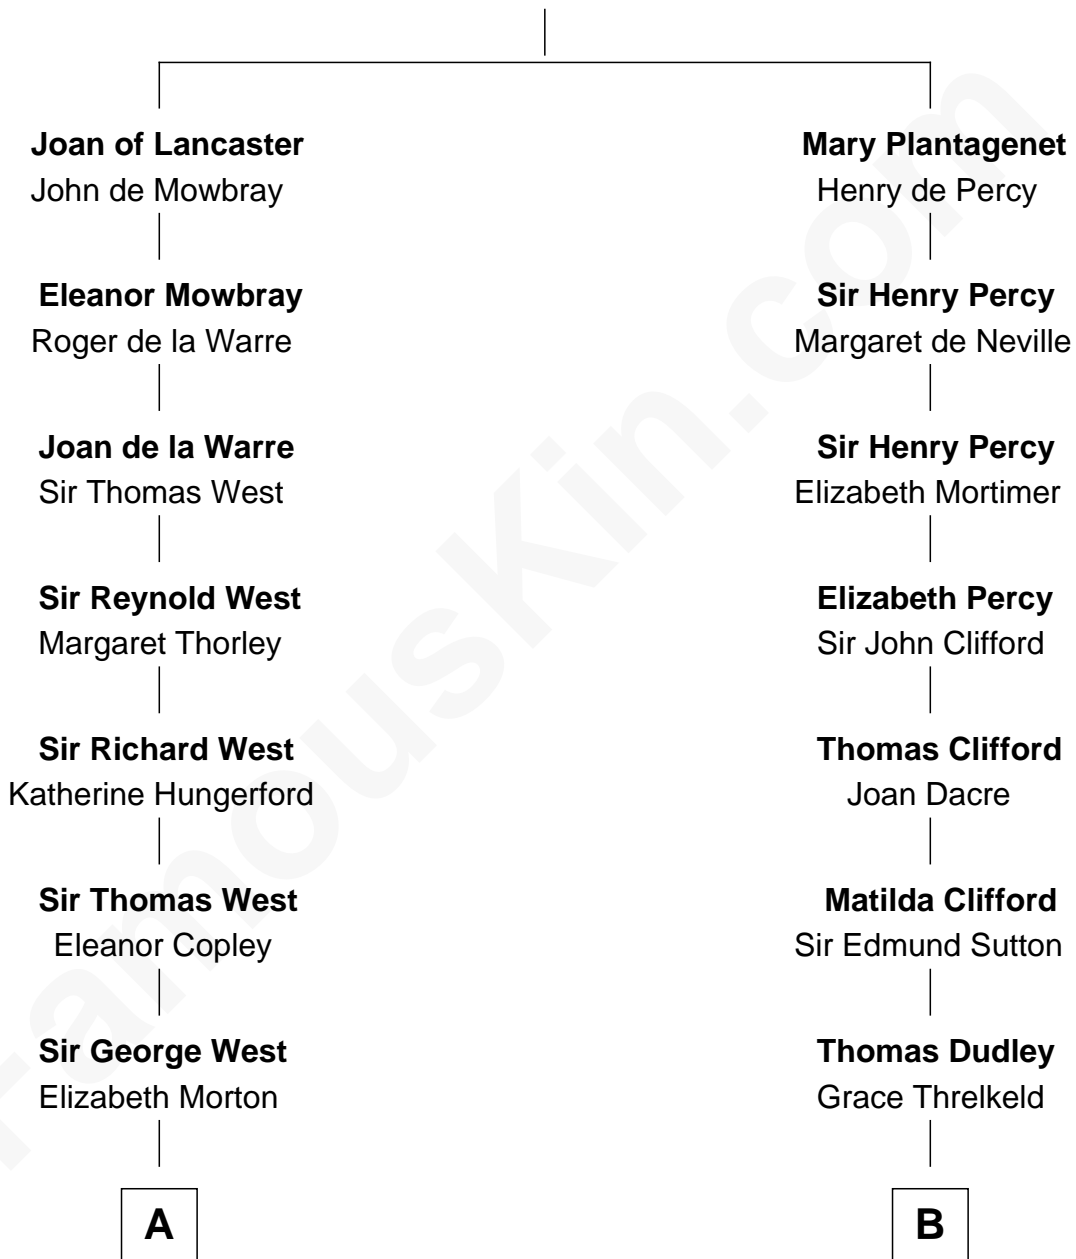 Joan of Lancaster
John de Mowbray
Eleanor Mowbray
Roger de la Warre
Joan de la Warre
Sir Thomas West
Sir Reynold West
Margaret Thorley
Sir Richard West
Katherine Hungerford
Sir Thomas West
Eleanor Copley
Sir George West
Elizabeth Morton
A
Mary Plantagenet
Henry de Percy
Sir Henry Percy
Margaret de Neville
Sir Henry Percy
Elizabeth Mortimer
Elizabeth Percy
Sir John Clifford
Thomas Clifford
Joan Dacre
Matilda Clifford
Sir Edmund Sutton
Thomas Dudley
Grace Threlkeld
B
FamousKin.com